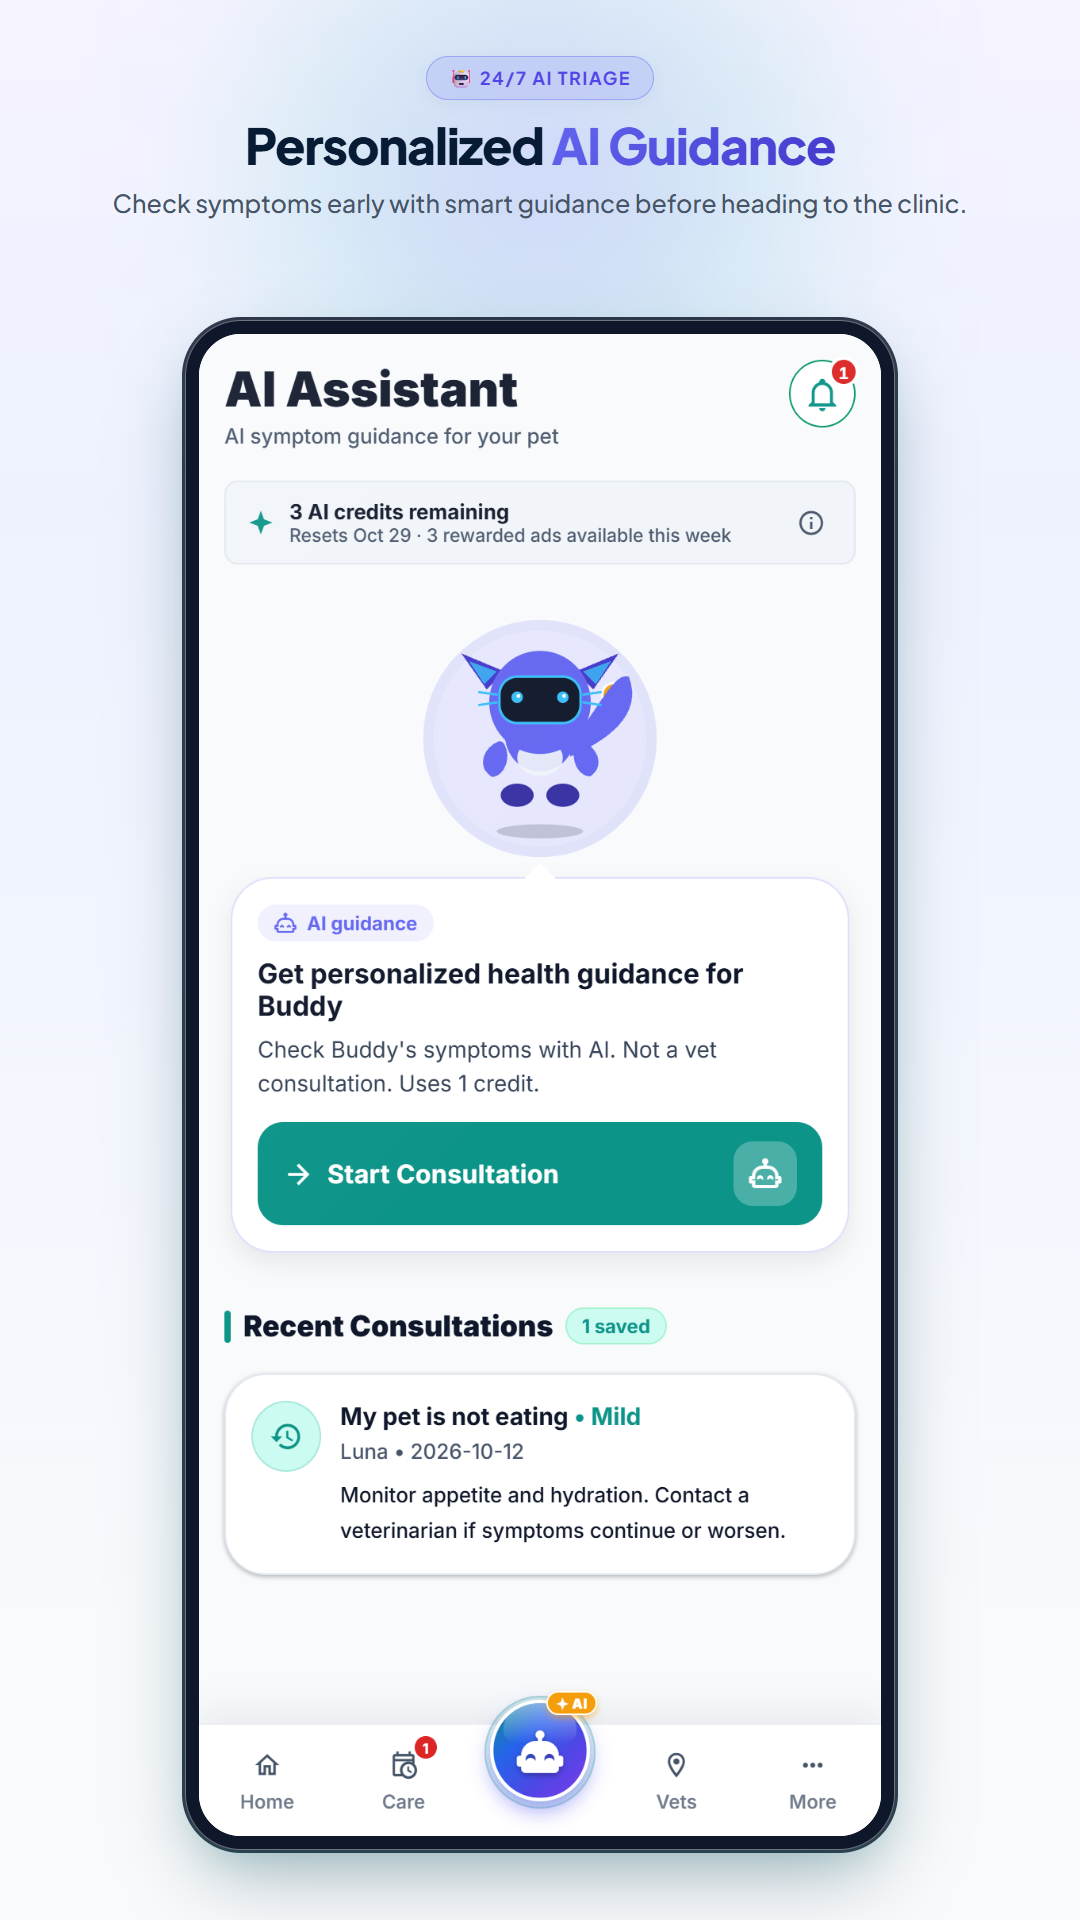 24/7 AI TRIAGE
Personalized AI Guidance
Check symptoms early with smart guidance before heading to the clinic.
AI Assistant
1
AI symptom guidance for your pet
3 AI credits remaining
Resets Oct 29 · 3 rewarded ads available this week
AI guidance
Get personalized health guidance for
Buddy
Check Buddy's symptoms with AI. Not a vet
consultation. Uses 1 credit.
Start Consultation
Recent Consultations
1 saved
My pet is not eating • Mild
Luna • 2026-10-12
Monitor appetite and hydration. Contact a
veterinarian if symptoms continue or worsen.
AI
1
Home
Care
Vets
More